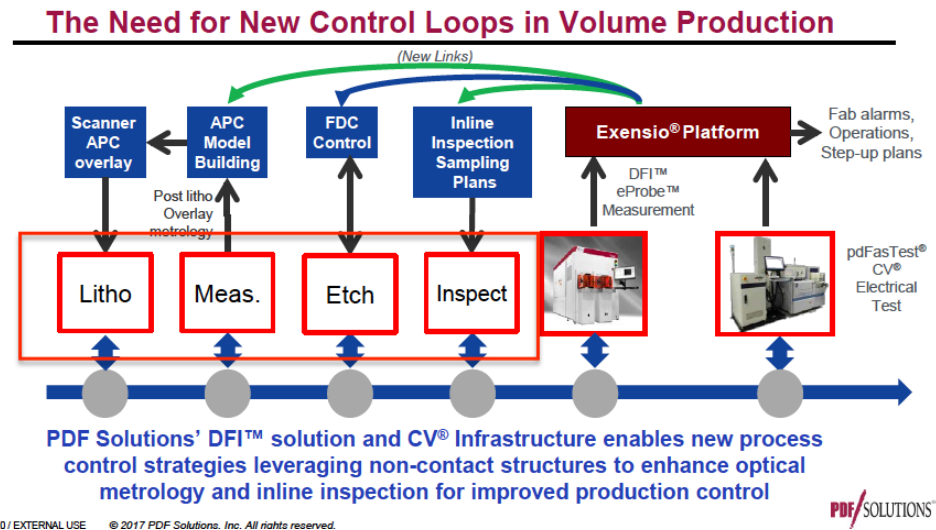 The Need for New Control Loops in Volume Production
(New Links)
Scanner
APC
overlay
APC
Model
Building
FDC
Control
Inline
Inspection
Sampling
Plans
Exensio® Platform
Fab alarms,
Operations,
Step-up plans
Post litho
Overlay
metrology
DFI™
eProbe™
Measurement
Litho
Meas.
Etch
Inspect
pdFasTest®
CV®
Electrical
Test
PDF Solutions’ DFI™ solution and CV® Infrastructure enables new process
control strategies leveraging non-contact structures to enhance optical
metrology and inline inspection for improved production control
0 / EXTERNAL USE © 2017 PDF Solutions, Inc. All rights reserved.
PDF/SOLUTIONS®